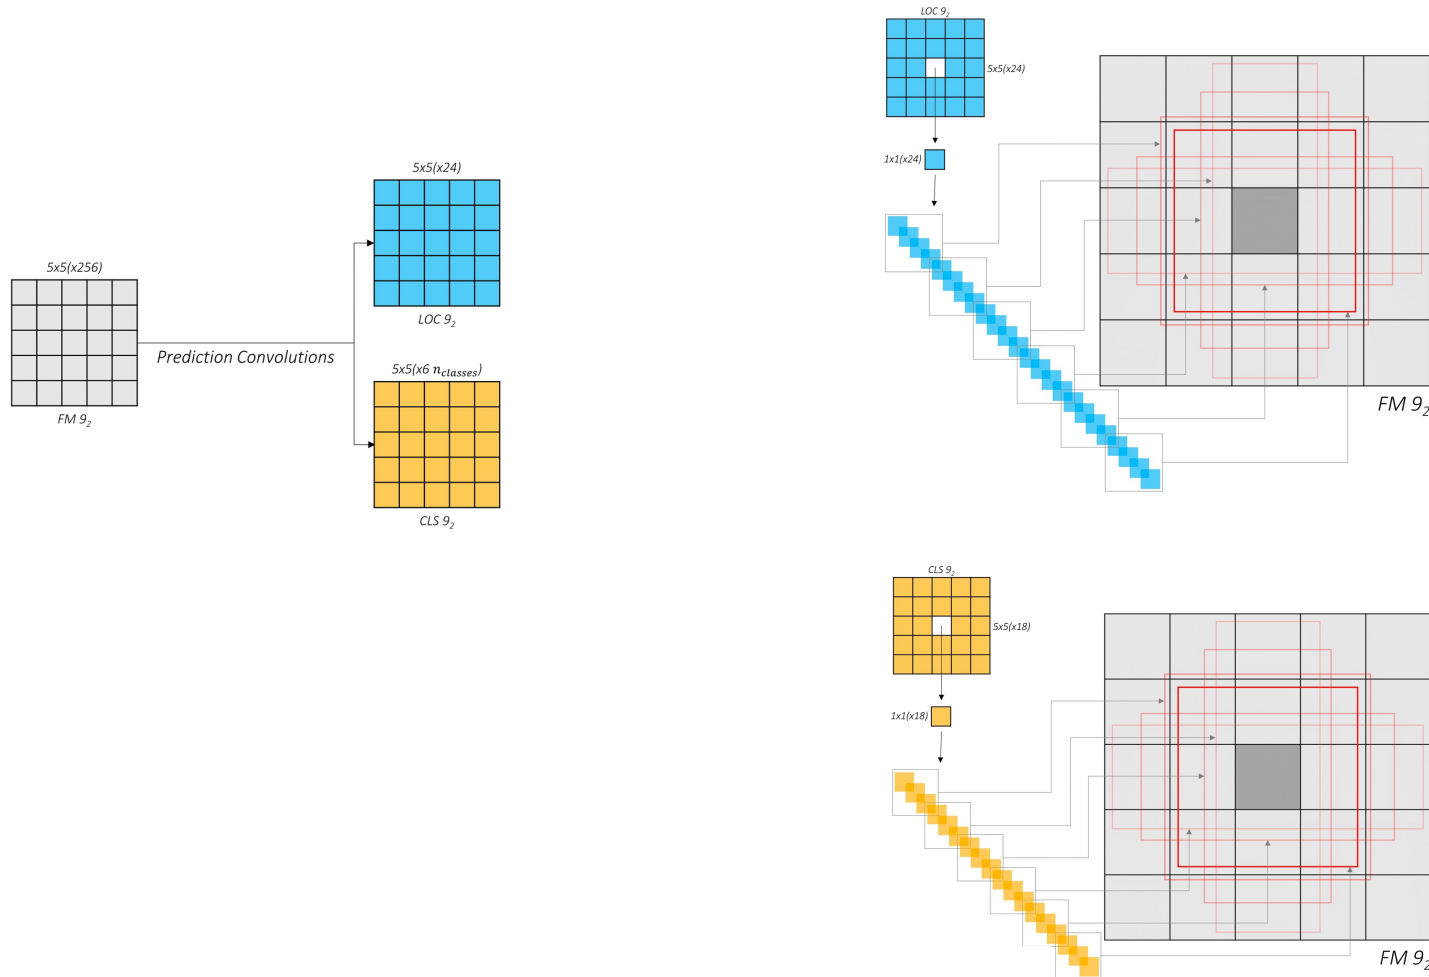 5x5(x256)
FM 9₂
Prediction Convolutions
5x5(x24)
LOC 9₂
5x5(x6 n_classes)
CLS 9₂
LOC 9₂
5x5(x24)
1x1(x24)
FM 9₂
CLS 9₂
5x5(x18)
1x1(x18)
FM 9₂